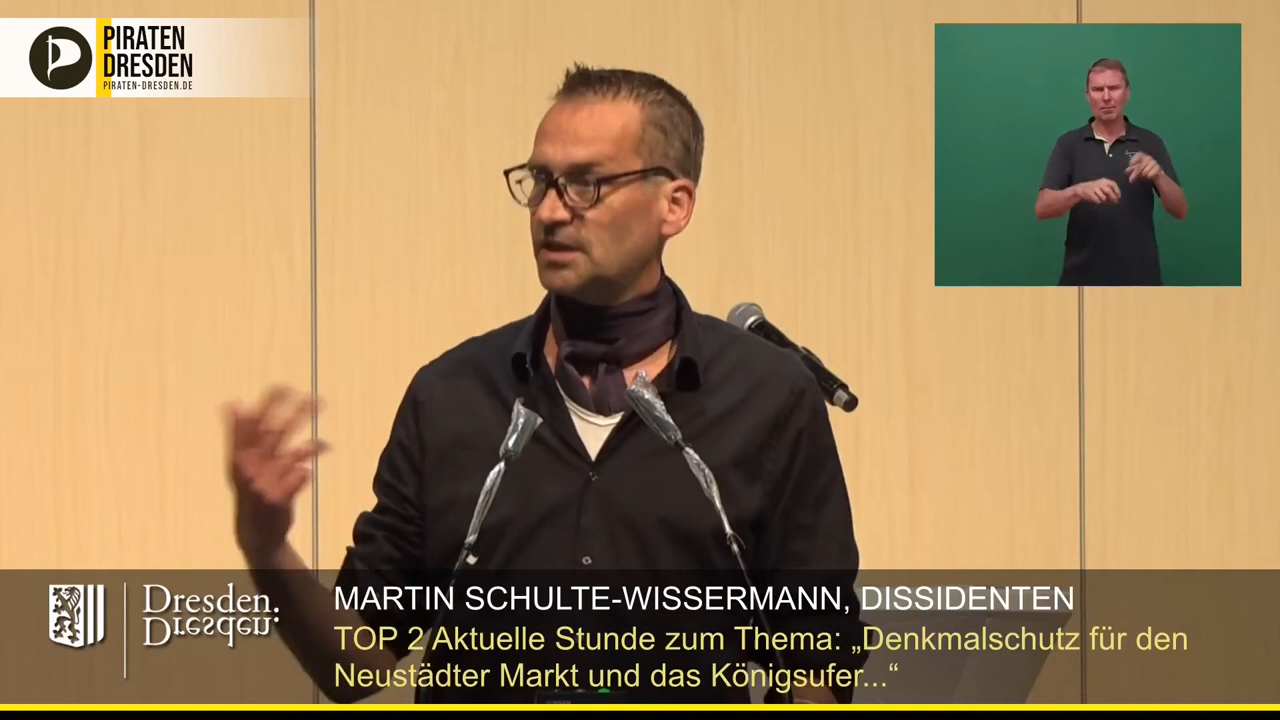 PIRATEN
DRESDEN
PIRATEN-DRESDEN.DE
Dresden.
Dresden.
MARTIN SCHULTE-WISSERMANN, DISSIDENTEN
TOP 2 Aktuelle Stunde zum Thema: „Denkmalschutz für den
Neustädter Markt und das Königsufer...“